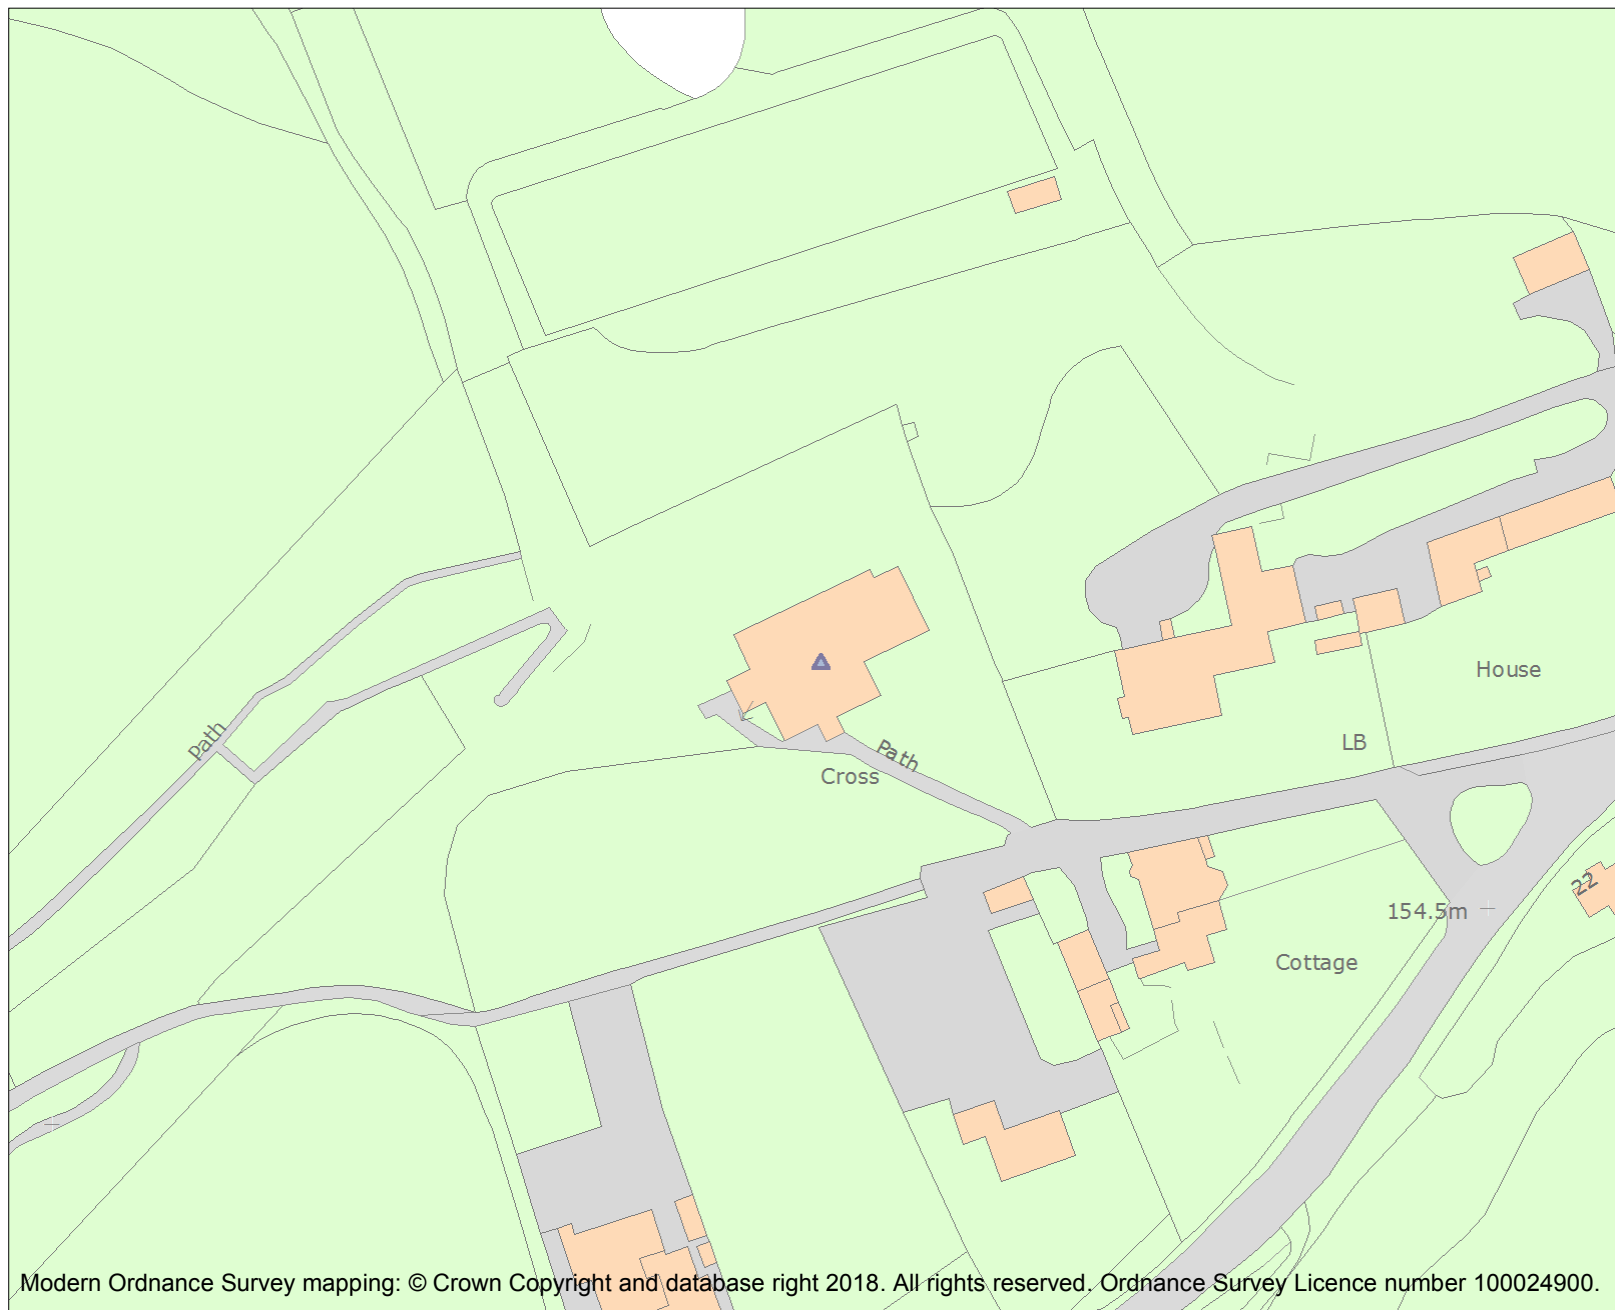 House
Path
LB
Path
Cross
22
154.5m
Cottage
Modern Ordnance Survey mapping: © Crown Copyright and database right 2018. All rights reserved. Ordnance Survey Licence number 100024900.